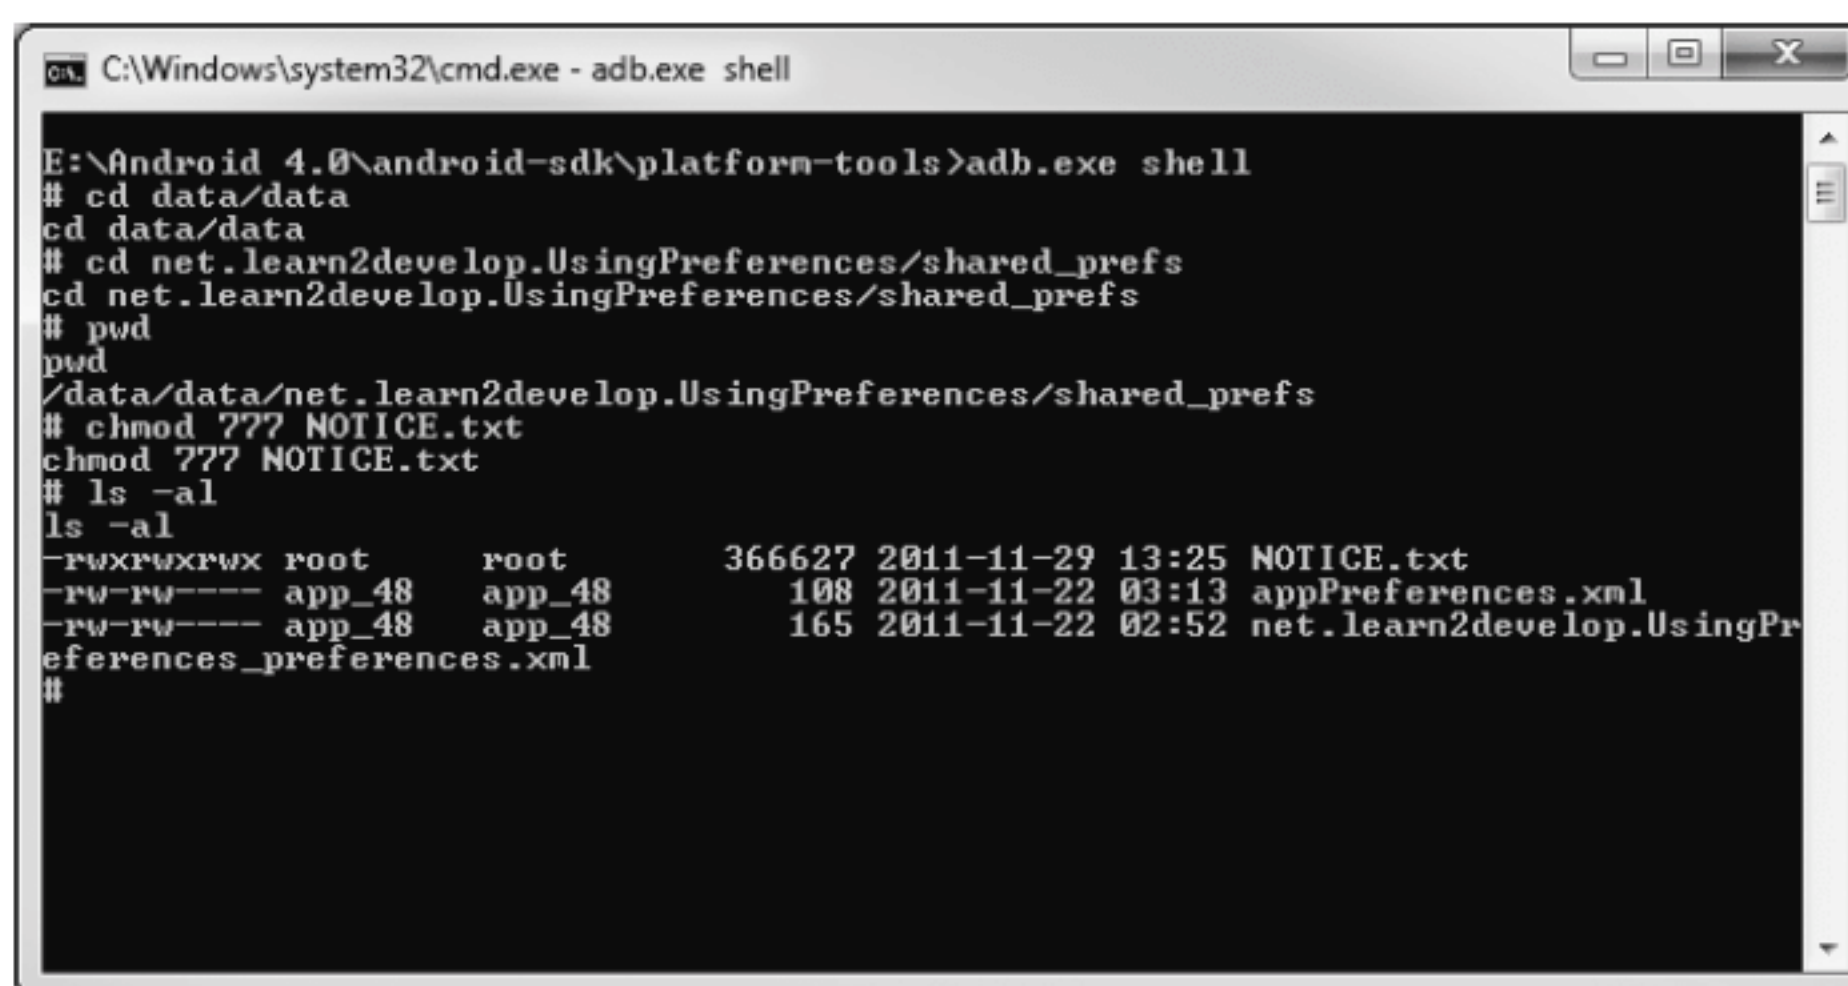 C:\Windows\system32\cmd.exe - adb.exe shell
E:\Android 4.0\android-sdk\platform-tools>adb.exe shell
# cd data/data
cd data/data
# cd net.learn2develop.UsingPreferences/shared_prefs
cd net.learn2develop.UsingPreferences/shared_prefs
# pwd
pwd
/data/data/net.learn2develop.UsingPreferences/shared_prefs
# chmod 777 NOTICE.txt
chmod 777 NOTICE.txt
# ls -al
ls -al
-rwxrwxrwx root     root       366627 2011-11-29 13:25 NOTICE.txt
-rw-rw---- app_48   app_48        108 2011-11-22 03:13 appPreferences.xml
-rw-rw---- app_48   app_48        165 2011-11-22 02:52 net.learn2develop.UsingPr
eferences_preferences.xml
#